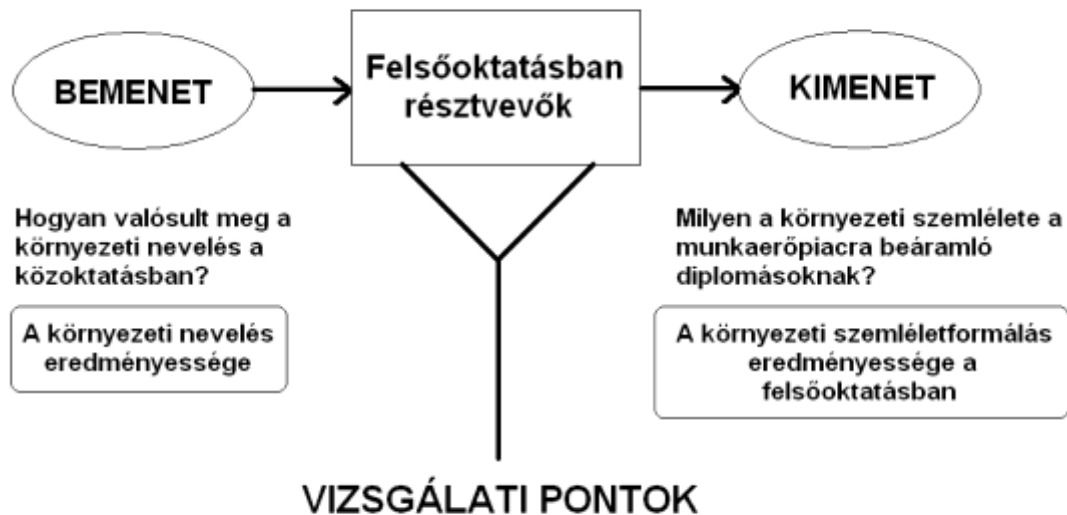 BEMENET
Felsőoktatásban
résztvevők
KIMENET
Hogyan valósult meg a
környezeti nevelés a
közoktatásban?
A környezeti nevelés
eredményessége
Milyen a környezeti szemlélete a
munkaerőpiacra beáramló
diplomásoknak?
A környezeti szemléletformálás
eredményessége a
felsőoktatásban
VIZSGÁLATI PONTOK